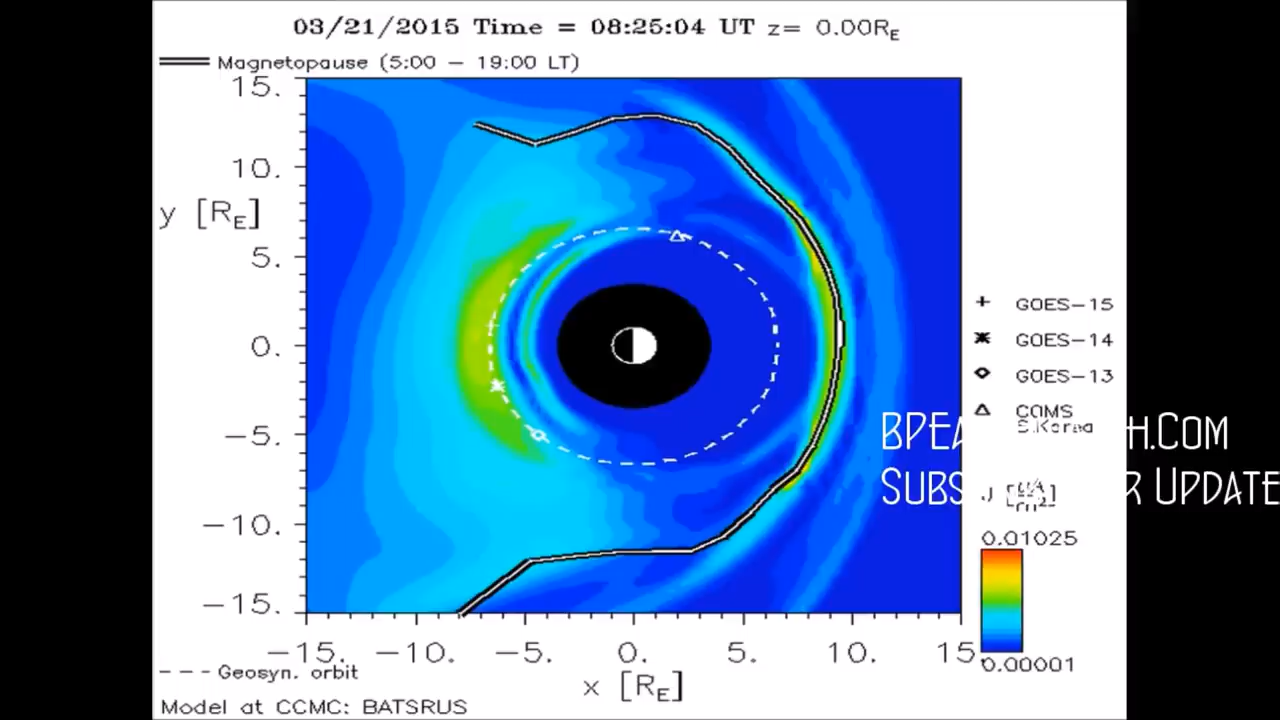 03/21/2015 Time = 08:25:04 UT z= 0.00RE
Magnetopause (5:00 – 19:00 LT)
15.
10.
y [RE]
5.
0.
−5.
−10.
−15.
−15. −10. −5. 0. 5. 10. 15.
x [RE]
Geosyn. orbit
Model at CCMC: BATSRUS
GOES−15
GOES−14
GOES−13
COMS
S.Korea
H.Com
Update
0.01025
0.00001